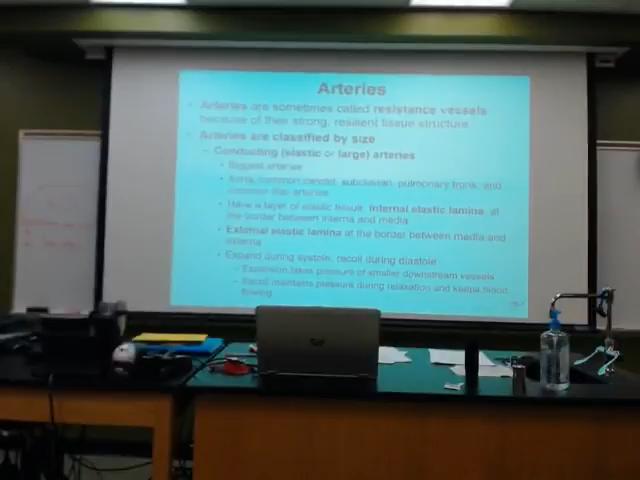 Arteries
• Arteries are sometimes called resistance vessels
because of their strong, resilient tissue structure
• Arteries are classified by size
– Conducting (elastic or large) arteries
• Biggest arteries
• Aorta, common carotid, subclavian, pulmonary trunk, and
common iliac arteries
• Have a layer of elastic tissue, internal elastic lamina, at
the border between interna and media
• External elastic lamina at the border between media and
externa
• Expand during systole, recoil during diastole
– Expansion takes pressure of smaller downstream vessels
– Recoil maintains pressure during relaxation and keeps blood
flowing